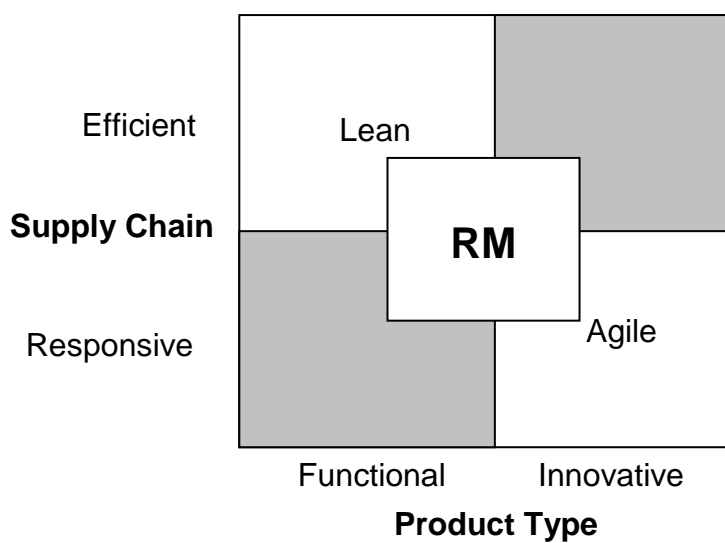 Efficient
Lean
Supply Chain
RM
Responsive
Agile
Functional
Innovative
Product Type